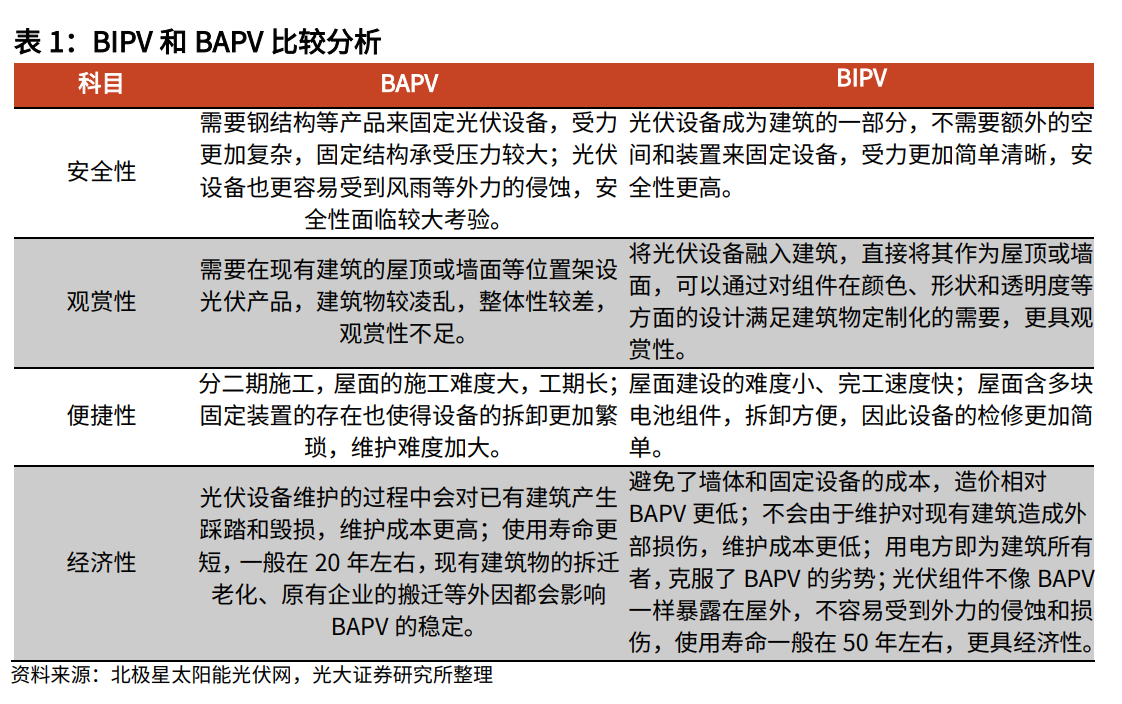 表 1：BIPV 和 BAPV 比较分析
科目
BAPV
BIPV
安全性
需要钢结构等产品来固定光伏设备，受力
更加复杂，固定结构承受压力较大；光伏
设备也更容易受到风雨等外力的侵蚀，安
全性面临较大考验。
光伏设备成为建筑的一部分，不需要额外的空
间和装置来固定设备，受力更加简单清晰，安
全性更高。
观赏性
需要在现有建筑的屋顶或墙面等位置架设
光伏产品，建筑物较凌乱，整体性较差，
观赏性不足。
将光伏设备融入建筑，直接将其作为屋顶或墙
面，可以通过对组件在颜色、形状和透明度等
方面的设计满足建筑物定制化的需要，更具观
赏性。
便捷性
分二期施工，屋面的施工难度大，工期长；
固定装置的存在也使得设备的拆卸更加繁
琐，维护难度加大。
屋面建设的难度小、完工速度快；屋面含多块
电池组件，拆卸方便，因此设备的检修更加简
单。
经济性
光伏设备维护的过程中会对已有建筑产生
踩踏和毁损，维护成本更高；使用寿命更
短，一般在 20 年左右，现有建筑物的拆迁
老化、原有企业的搬迁等外因都会影响
BAPV 的稳定。
避免了墙体和固定设备的成本，造价相对
BAPV 更低；不会由于维护对现有建筑造成外
部损伤，维护成本更低；用电方即为建筑所有
者，克服了 BAPV 的劣势；光伏组件不像 BAPV
一样暴露在屋外，不容易受到外力的侵蚀和损
伤，使用寿命一般在 50 年左右，更具经济性。
资料来源：北极星太阳能光伏网，光大证券研究所整理